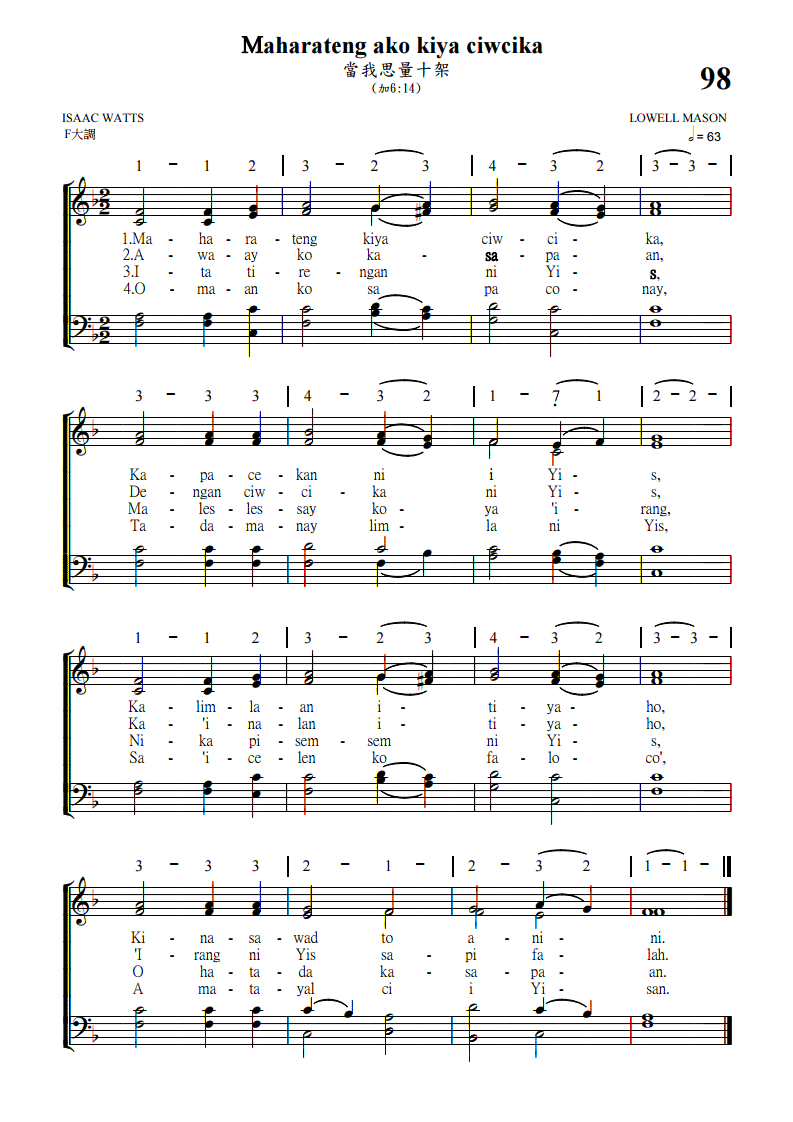 Maharateng ako kiya ciwcika
當我思量十架
(加6:14)
98
ISAAC WATTS
LOWELL MASON
F大調
= 63
1 - 1 2 | 3 - 2 3 | 4 - 3 2 | 3 - 3 - |
1.Ma - ha - ra - teng kiya ciw - ci - ka,
2.A - wa - ay ko ka - sa - pa - an,
3.I - ta ti - re - ngan ni Yi - s,
4.O - ma - an ko sa pa co - nay,
3 - 3 3 | 4 - 3 2 | 1 - 7 1 | 2 - 2 - |
Ka - pa - ce - kan ni i Yi - s,
De - ngan ciw - ci - ka ni Yi - s,
Ma - les - les - say ko - ya 'i - rang,
Ta - da - ma - nay lim - la ni Yis,
1 - 1 2 | 3 - 2 3 | 4 - 3 2 | 3 - 3 - |
Ka - lim - la - an i - ti - ya - ho,
Ka - 'i - na - lan i - ti - ya - ho,
Ni - ka pi - sem - sem ni Yi - s,
Sa - 'i - ce - len ko fa - lo - co',
3 - 3 3 | 2 - 1 - | 2 - 3 2 | 1 - 1 - ||
Ki - na - sa - wad to a - ni - ni.
'I - rang ni Yis sa - pi fa - lah.
O ha - ta - da ka - sa - pa - an.
A ma - ta - yal ci i Yi - san.